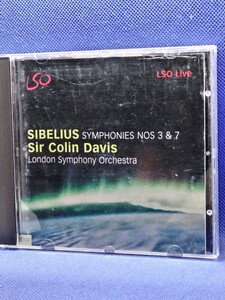 LSO
LSO Live
SIBELIUS SYMPHONIES NOS 3 & 7
Sir Colin Davis
London Symphony Orchestra